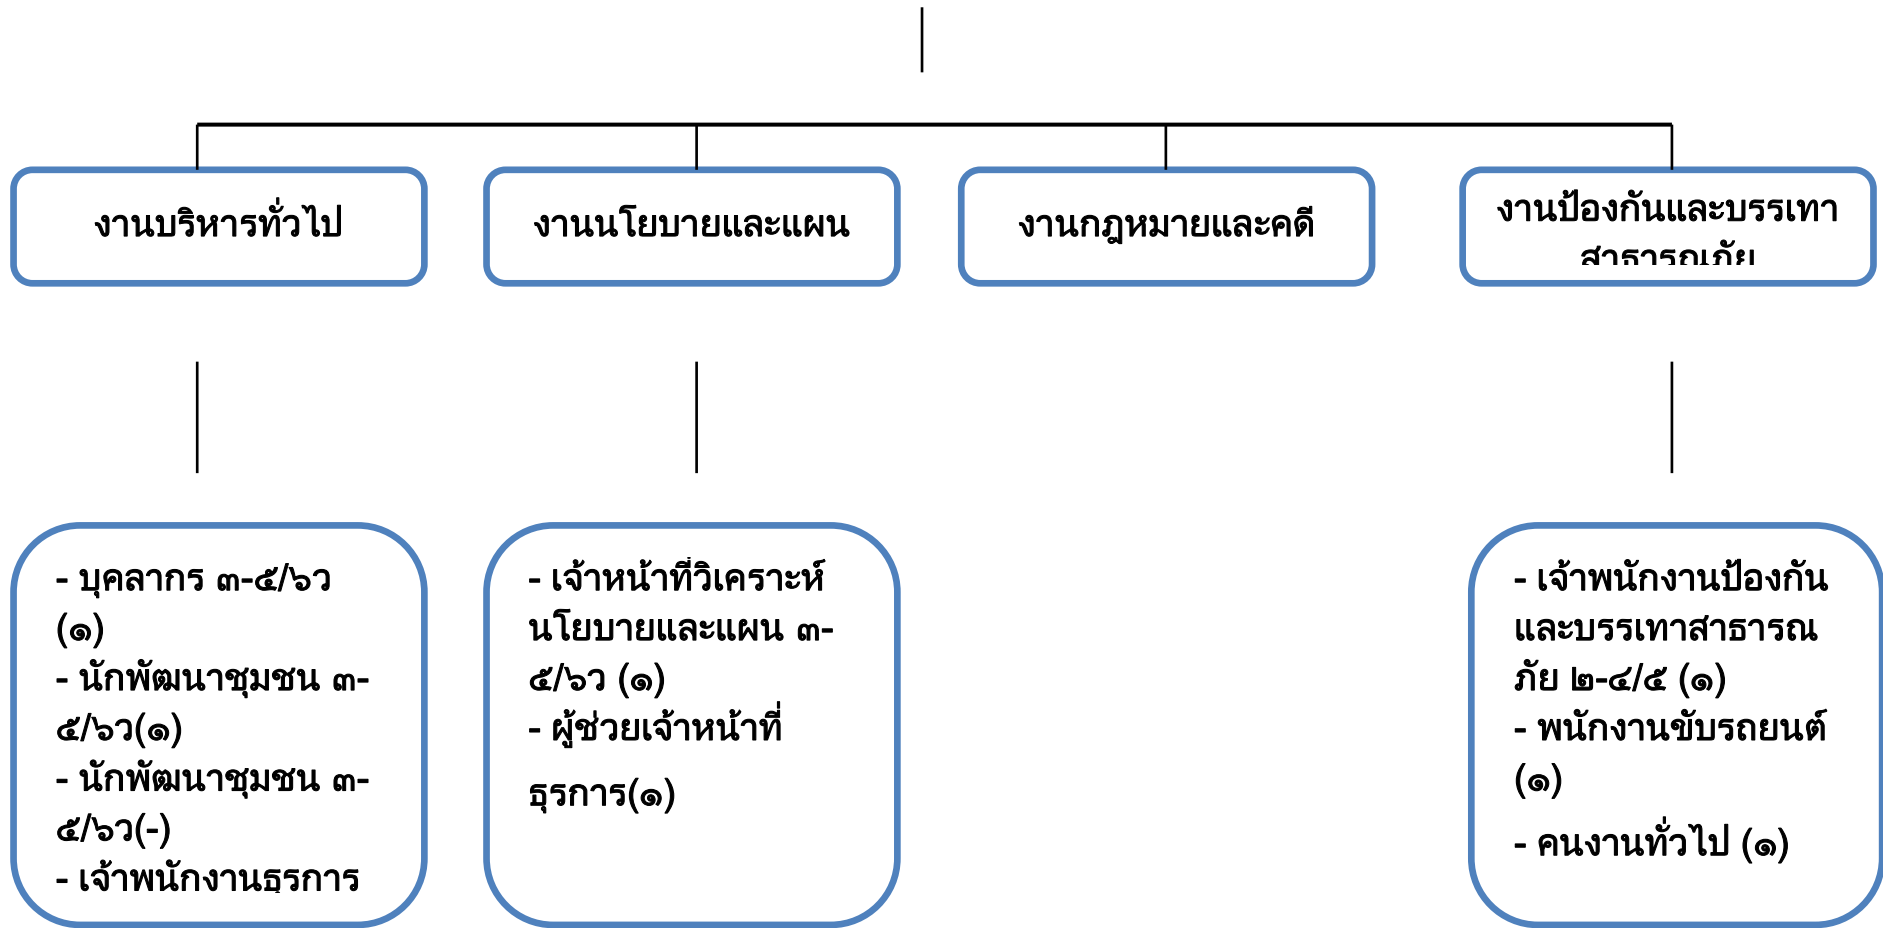 งานบริหารทั่วไป
งานนโยบายและแผน
งานกฎหมายและคดี
งานป้องกันและบรรเทา
สาธารณภัย
- บุคลากร ๓-๕/๖ว
(๑)
- นักพัฒนาชุมชน ๓-
๕/๖ว(๑)
- นักพัฒนาชุมชน ๓-
๕/๖ว(-)
- เจ้าพนักงานธุรการ
- เจ้าหน้าที่วิเคราะห์
นโยบายและแผน ๓-
๕/๖ว (๑)
- ผู้ช่วยเจ้าหน้าที่
ธุรการ(๑)
- เจ้าพนักงานป้องกัน
และบรรเทาสาธารณ
ภัย ๒-๔/๕ (๑)
- พนักงานขับรถยนต์
(๑)
- คนงานทั่วไป (๑)